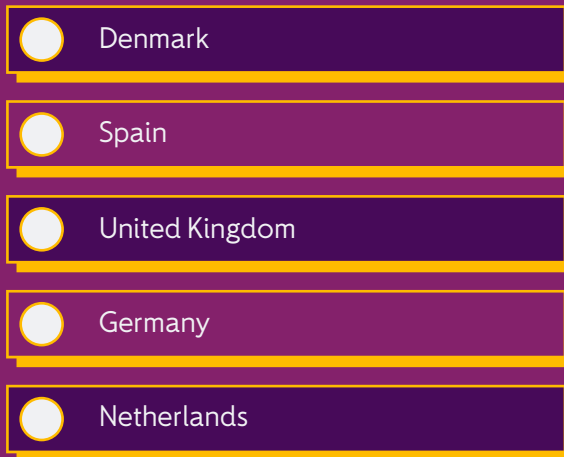 Denmark
Spain
United Kingdom
Germany
Netherlands